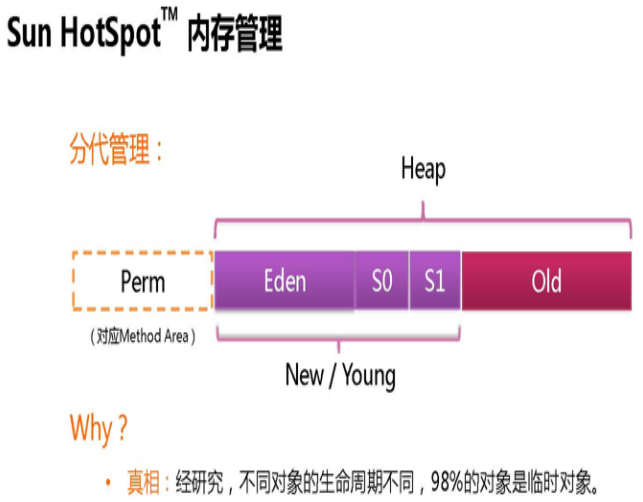 Sun HotSpot™ 内存管理
分代管理：
Heap
Perm Eden S0 S1 Old
（对应Method Area）
New / Young
Why？
• 真相：经研究，不同对象的生命周期不同，98%的对象是临时对象。